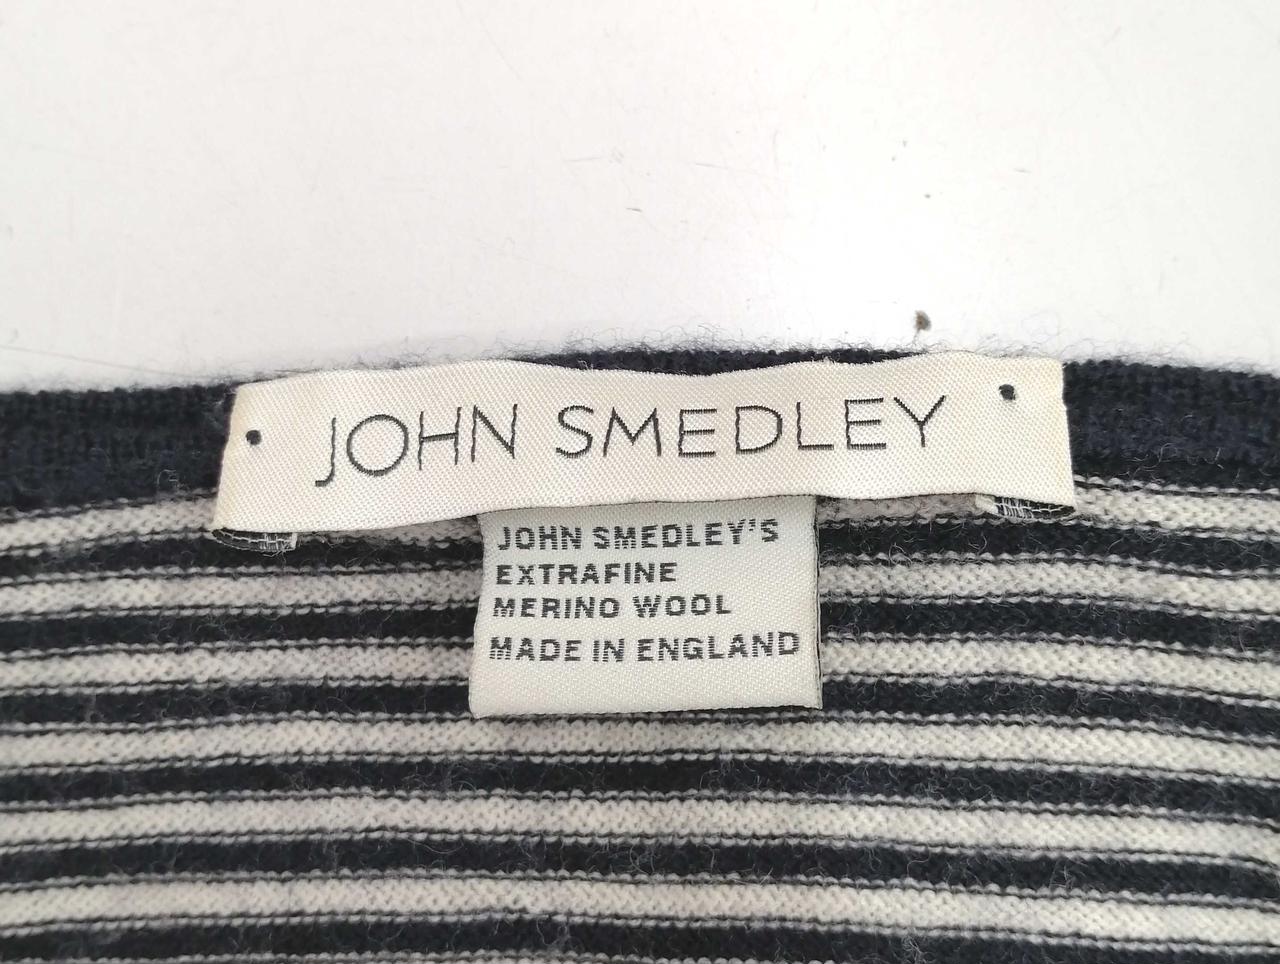 JOHN SMEDLEY
JOHN SMEDLEY'S
EXTRAFINE
MERINO WOOL
MADE IN ENGLAND